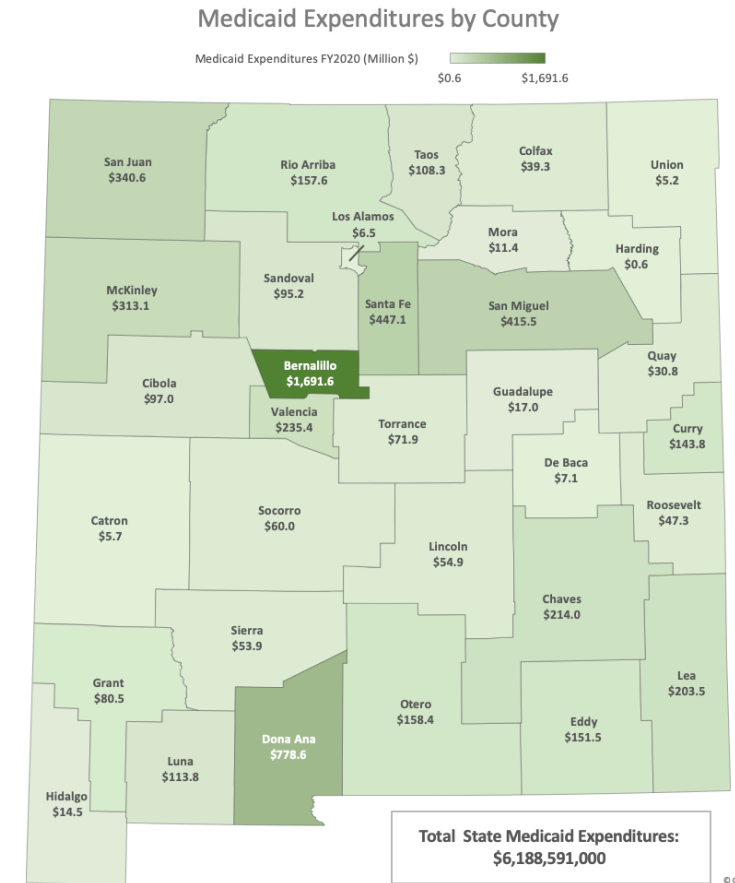 Medicaid Expenditures by County
Medicaid Expenditures FY2020 (Million $)
$0.6 $1,691.6
San Juan
$340.6
Rio Arriba
$157.6
Taos
$108.3
Colfax
$39.3
Union
$5.2
Los Alamos
$6.5
Mora
$11.4
Harding
$0.6
McKinley
$313.1
Sandoval
$95.2
Santa Fe
$447.1
San Miguel
$415.5
Quay
$30.8
Bernalillo
$1,691.6
Cibola
$97.0
Valencia
$235.4
Torrance
$71.9
Guadalupe
$17.0
Curry
$143.8
De Baca
$7.1
Roosevelt
$47.3
Catron
$5.7
Socorro
$60.0
Lincoln
$54.9
Chaves
$214.0
Sierra
$53.9
Grant
$80.5
Lea
$203.5
Otero
$158.4
Eddy
$151.5
Dona Ana
$778.6
Luna
$113.8
Hidalgo
$14.5
Total State Medicaid Expenditures:
$6,188,591,000